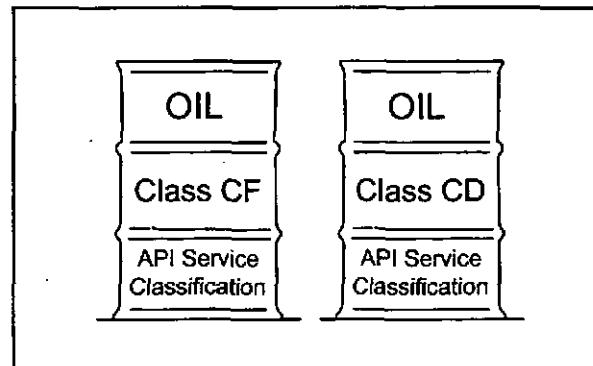 OIL
Class CF
API Service
Classification
OIL
Class CD
API Service
Classification